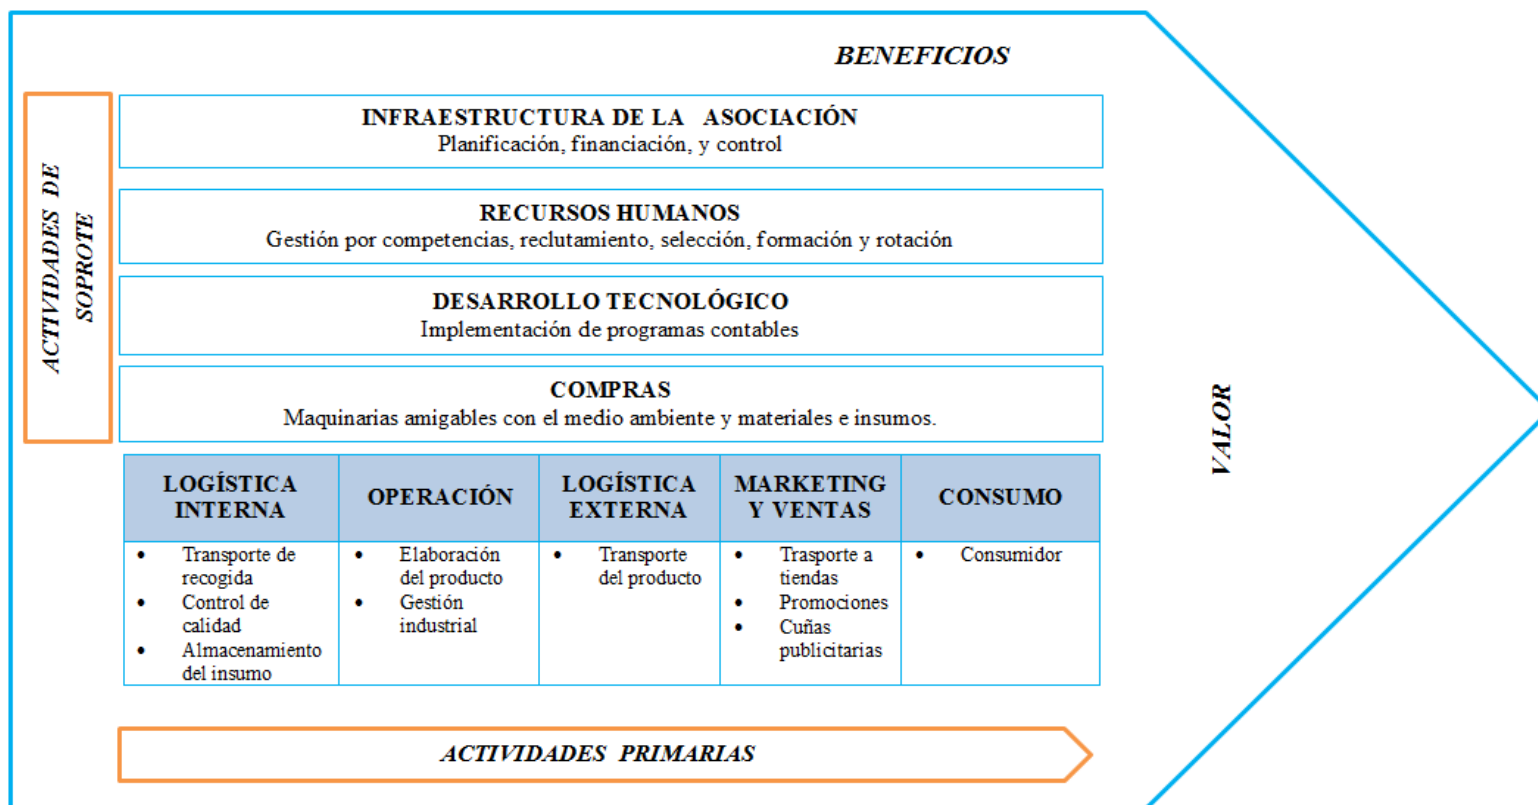 BENEFICIOS
ACTIVIDADES DE
SOPROTE
INFRAESTRUCTURA DE LA ASOCIACIÓN
Planificación, financiación, y control
RECURSOS HUMANOS
Gestión por competencias, reclutamiento, selección, formación y rotación
DESARROLLO TECNOLÓGICO
Implementación de programas contables
COMPRAS
Maquinarias amigables con el medio ambiente y materiales e insumos.
LOGÍSTICA
INTERNA
• Transporte de
recogida
• Control de
calidad
• Almacenamiento
del insumo
OPERACIÓN
• Elaboración
del producto
• Gestión
industrial
LOGÍSTICA
EXTERNA
• Transporte
del producto
MARKETING
Y VENTAS
• Trasporte a
tiendas
• Promociones
• Cuñas
publicitarias
CONSUMO
• Consumidor
VALOR
ACTIVIDADES PRIMARIAS